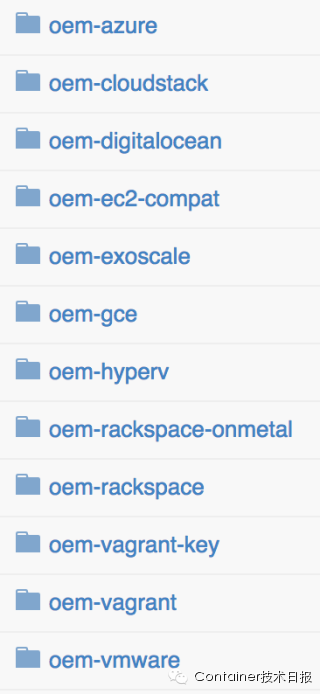 oem-azure
oem-cloudstack
oem-digitalocean
oem-ec2-compat
oem-exoscale
oem-gce
oem-hyperv
oem-rackspace-onmetal
oem-rackspace
oem-vagrant-key
oem-vagrant
oem-vmware
Container技术日报